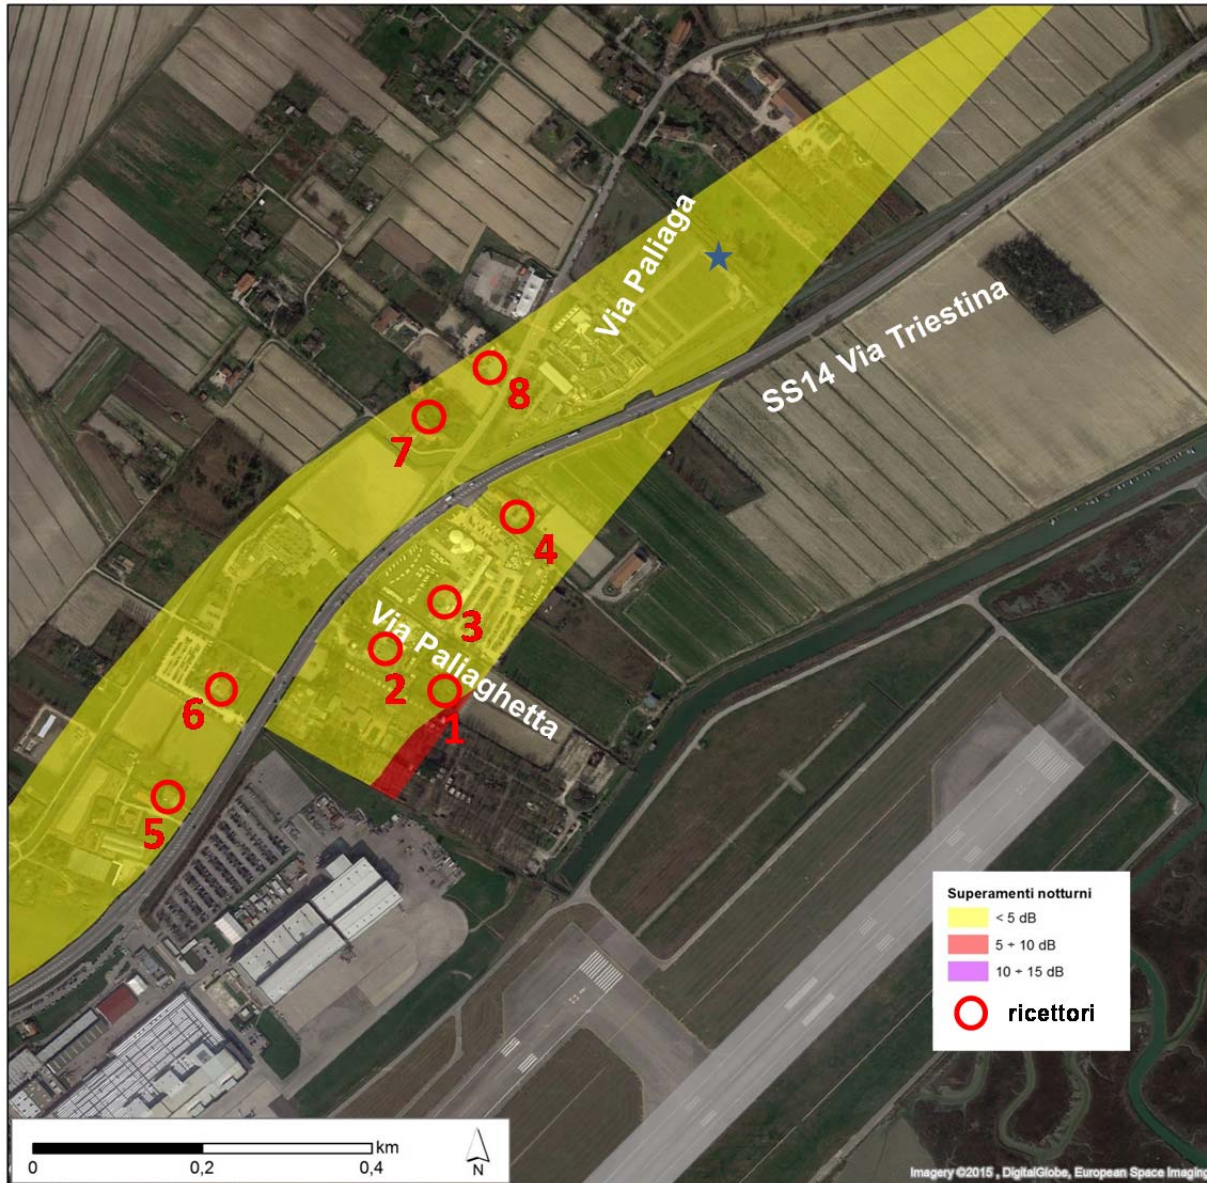 Via Paliaga
SS14 Via Triestina
8
7
4
3
Via Paliaghetta
2
6
1
5
Superamenti notturni
< 5 dB
5 ÷ 10 dB
10 ÷ 15 dB
ricettori
km
0 0,2 0,4
N
Imagery ©2015 , DigitalGlobe, European Space Imaging